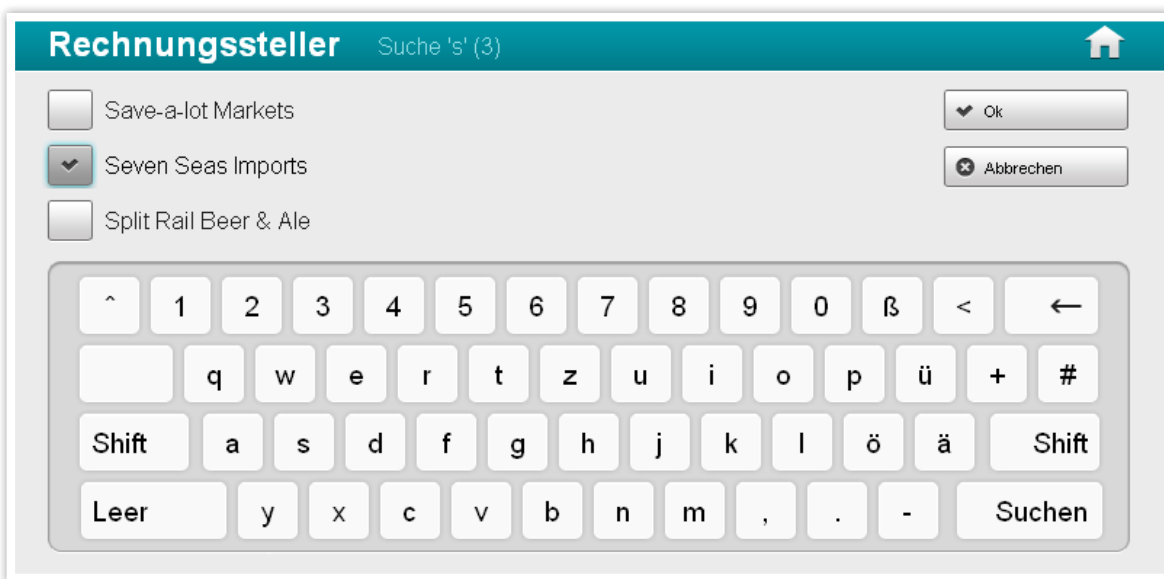 Rechnungssteller Suche 's' (3)
Save-a-lot Markets
Ok
Seven Seas Imports
Abbrechen
Split Rail Beer & Ale
^ 1 2 3 4 5 6 7 8 9 0 ß < ←
q w e r t z u i o p ü + #
Shift a s d f g h j k l ö ä Shift
Leer y x c v b n m , . - Suchen